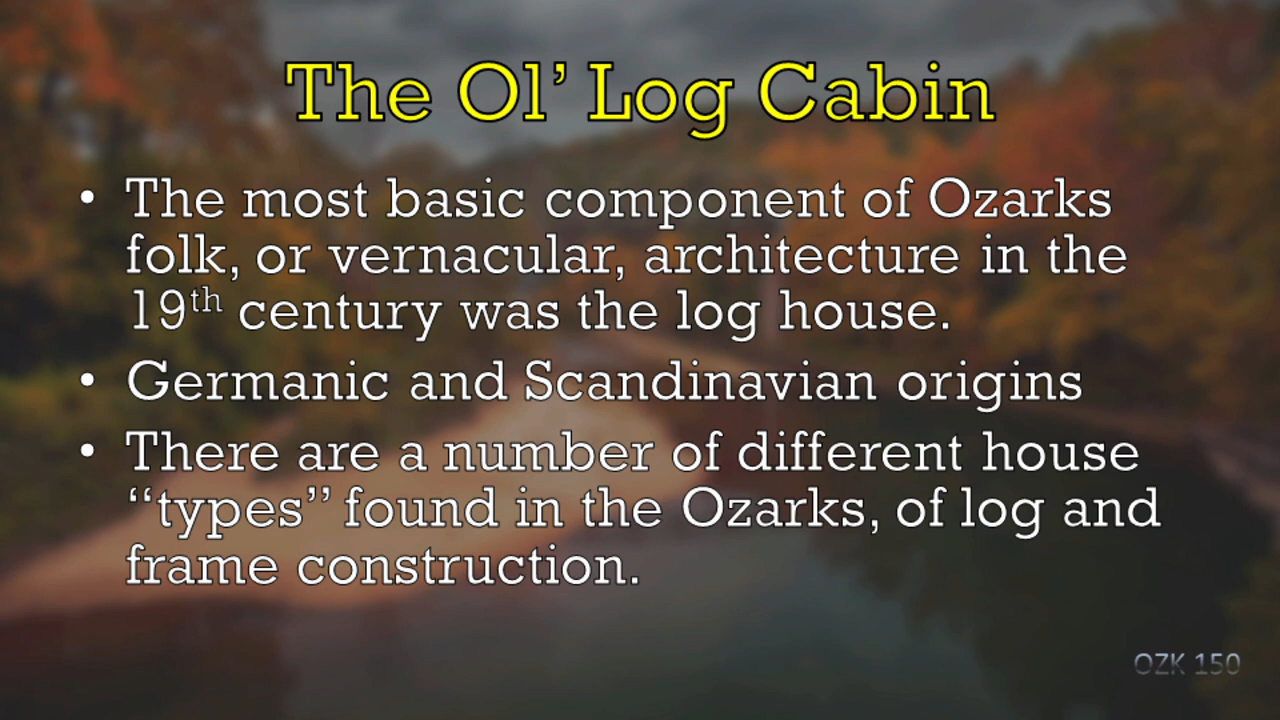 The Ol’ Log Cabin
• The most basic component of Ozarks
folk, or vernacular, architecture in the
19th century was the log house.
• Germanic and Scandinavian origins
• There are a number of different house
“types” found in the Ozarks, of log and
frame construction.
OZK 150